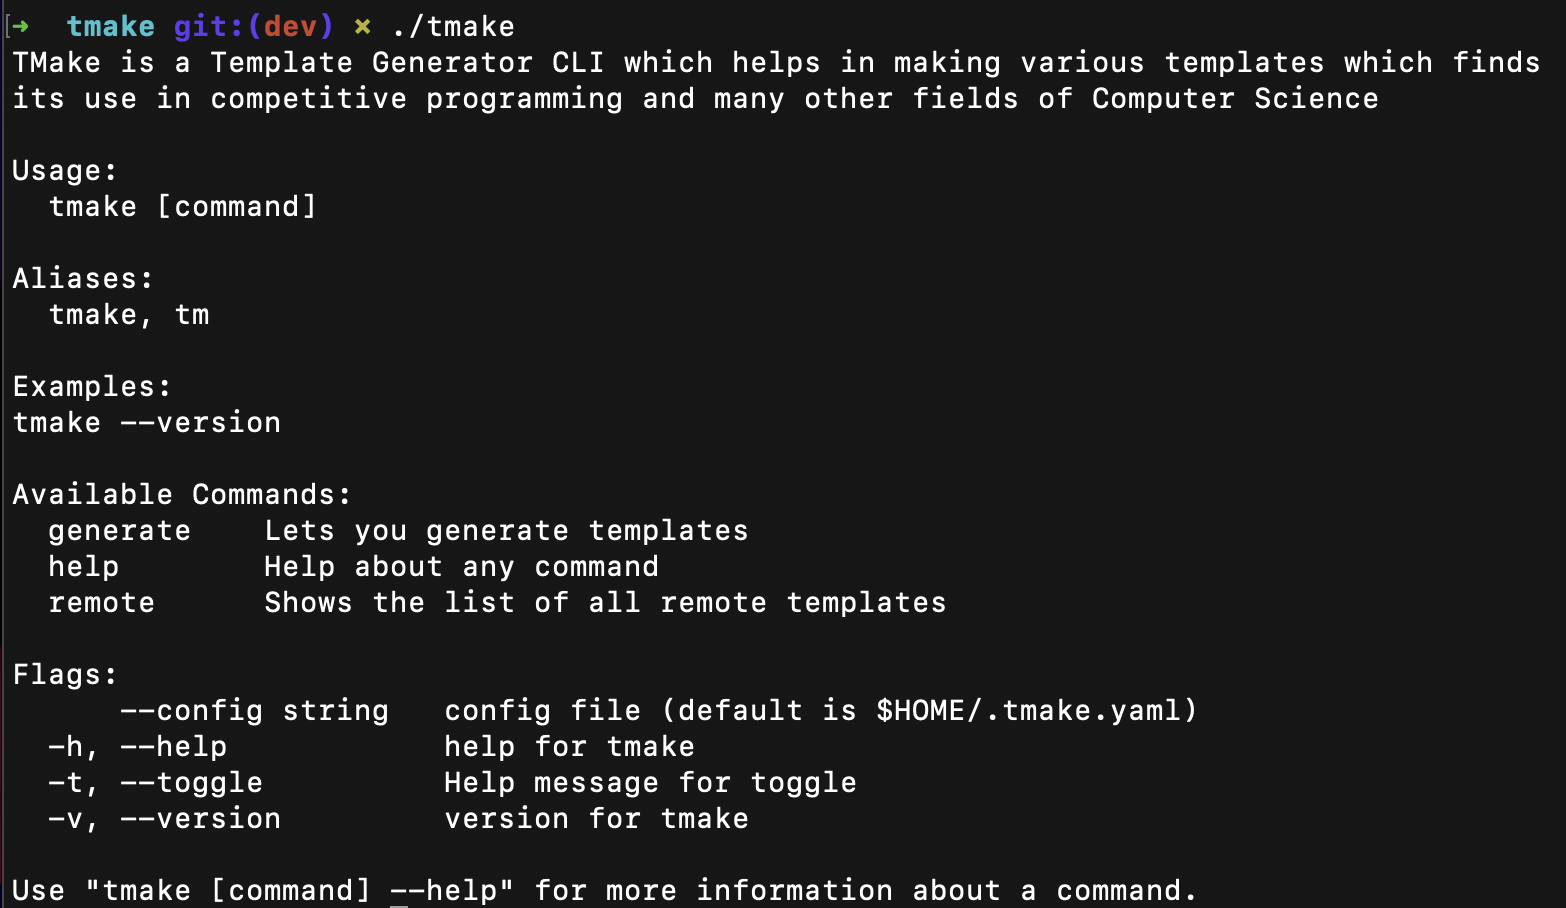 [➜  tmake git:(dev) ✗ ./tmake
TMake is a Template Generator CLI which helps in making various templates which finds
its use in competitive programming and many other fields of Computer Science

Usage:
  tmake [command]

Aliases:
  tmake, tm

Examples:
tmake --version

Available Commands:
  generate    Lets you generate templates
  help        Help about any command
  remote      Shows the list of all remote templates

Flags:
      --config string   config file (default is $HOME/.tmake.yaml)
  -h, --help            help for tmake
  -t, --toggle          Help message for toggle
  -v, --version         version for tmake

Use "tmake [command] --help" for more information about a command.